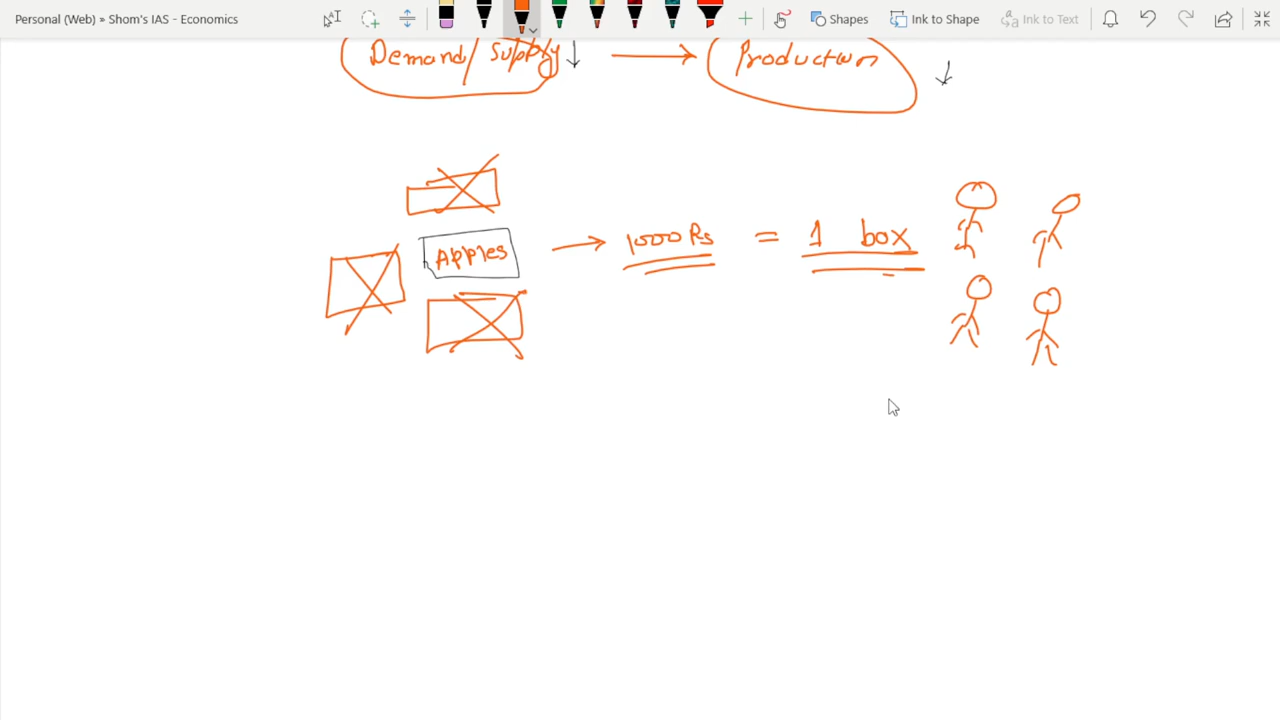 Personal (Web) » Shom's IAS - Economics
Shapes
Ink to Shape
Ink to Text
Demand/Supply ↓ → Production ↓
Apples → 1000 Rs = 1 box